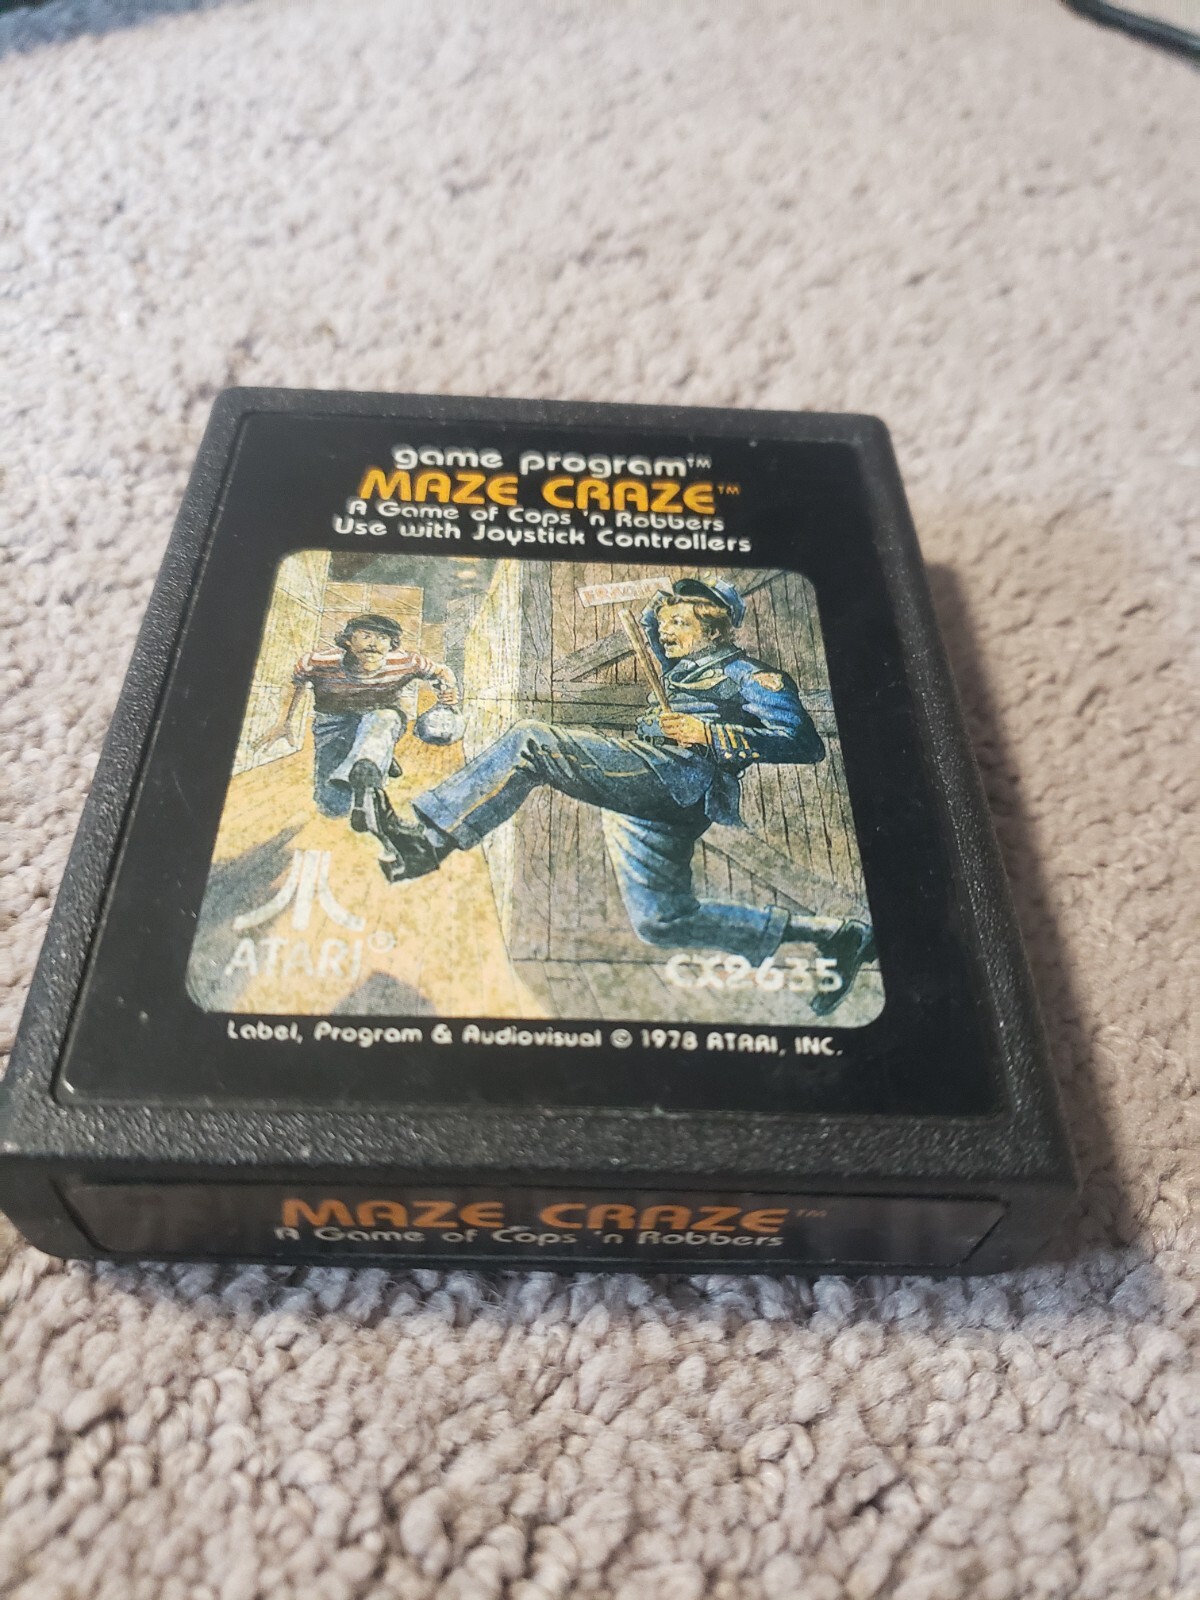 game program™
MAZE CRAZE™
A Game of Cops 'n Robbers
Use with Joystick Controllers
ATARI®
CX2635
Label, Program & Audiovisual © 1978 ATARI, INC.
MAZE CRAZE™
A Game of Cops 'n Robbers